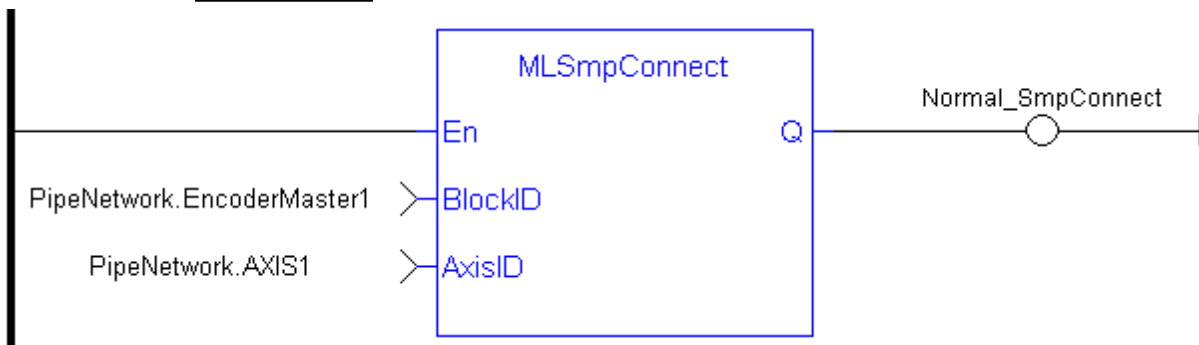 MLSmpConnect
Normal_SmpConnect
En
Q
PipeNetwork.EncoderMaster1
BlockID
PipeNetwork.AXIS1
AxisID